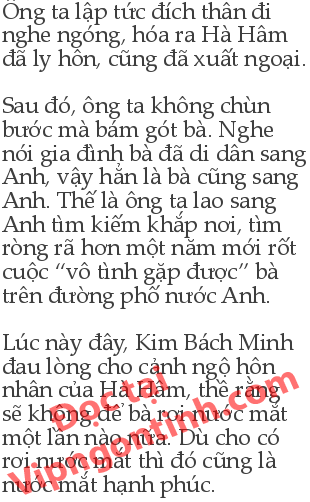 Ông ta lập tức đích thân đi
nghe ngóng, hóa ra Hà Hâm
đã ly hôn, cũng đã xuất ngoại.
Sau đó, ông ta không chùn
bước mà bám gót bà. Nghe
nói gia đình bà đã di dân sang
Anh, vậy hẳn là bà cũng sang
Anh. Thế là ông ta lao sang
Anh tìm kiếm khắp nơi, tìm
ròng rã hơn một năm mới rốt
cuộc “vô tình gặp được” bà
trên đường phố nước Anh.
Lúc này đây, Kim Bách Minh
đau lòng cho cảnh ngộ hôn
nhân của Hà Hâm, thề rằng
sẽ không để bà rơi nước mắt
một lần nào nữa. Dù cho có
rơi nước mắt thì đó cũng là
nước mắt hạnh phúc.
Đọc tại
Vipngontinh.com